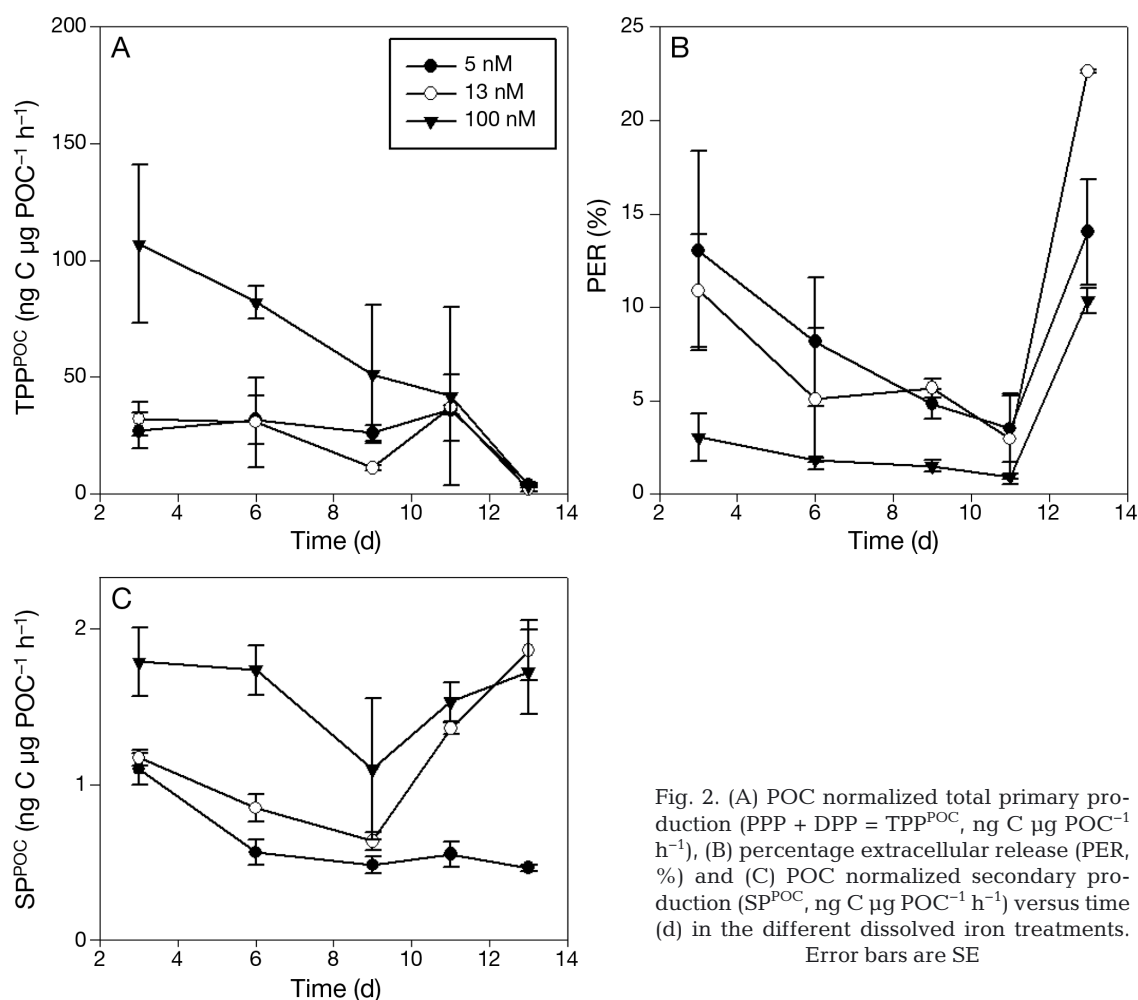 A
200
150
100
50
0
TPP^POC (ng C µg POC⁻¹ h⁻¹)
2 4 6 8 10 12 14
Time (d)
5 nM
13 nM
100 nM
B
25
20
15
10
5
0
PER (%)
2 4 6 8 10 12 14
Time (d)
C
2
1
0
SP^POC (ng C µg POC⁻¹ h⁻¹)
2 4 6 8 10 12 14
Time (d)
Fig. 2. (A) POC normalized total primary pro-
duction (PPP + DPP = TPP^POC, ng C µg POC⁻¹
h⁻¹), (B) percentage extracellular release (PER,
%) and (C) POC normalized secondary pro-
duction (SP^POC, ng C µg POC⁻¹ h⁻¹) versus time
(d) in the different dissolved iron treatments.
Error bars are SE